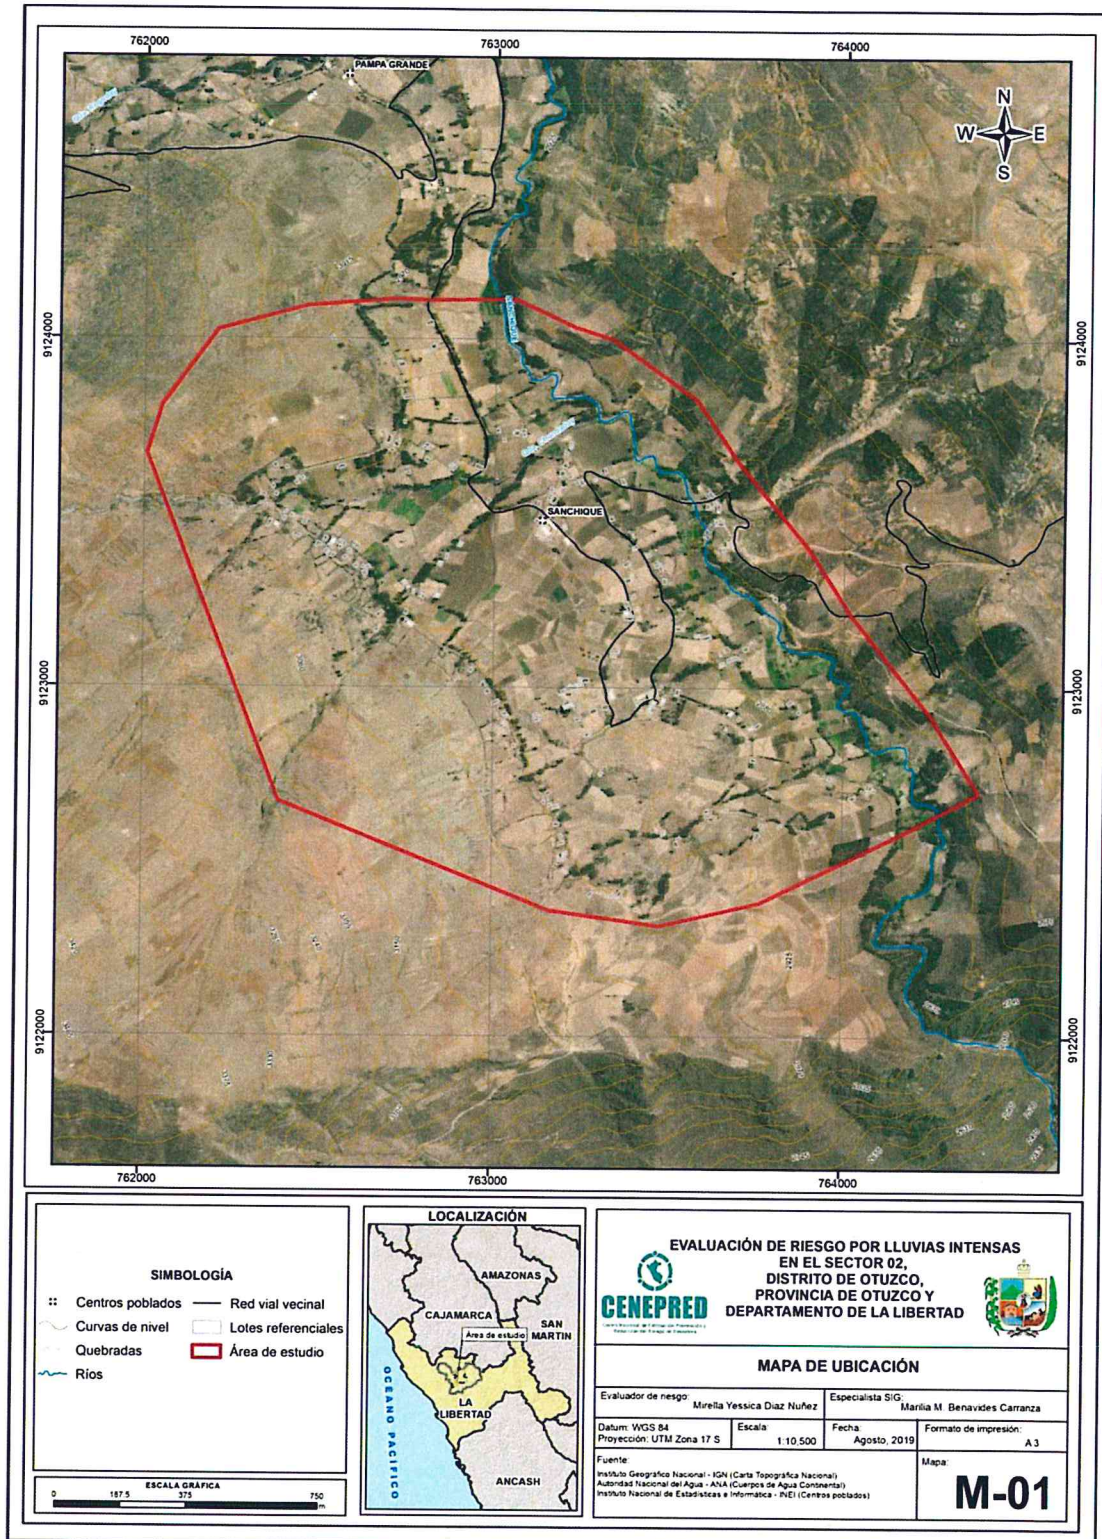 762000 763000 764000
PAMPA GRANDE
N
W E
S
9124000 9124000
SANCHIQUE
SANCHIQUE
9123000 9123000
9122000 9122000
762000 763000 764000
SIMBOLOGÍA
Centros poblados Red vial vecinal
Curvas de nivel Lotes referenciales
Quebradas Área de estudio
Ríos
ESCALA GRÁFICA
0 187.5 375 750
m
LOCALIZACIÓN
AMAZONAS
CAJAMARCA
SAN
MARTIN
Área de estudio
LA
LIBERTAD
OCEANO PACIFICO
ANCASH
CENEPRED
EVALUACIÓN DE RIESGO POR LLUVIAS INTENSAS
EN EL SECTOR 02,
DISTRITO DE OTUZCO,
PROVINCIA DE OTUZCO Y
DEPARTAMENTO DE LA LIBERTAD
MAPA DE UBICACIÓN
Evaluador de riesgo: Mirella Yessica Diaz Nuñez
Especialista SIG: Marilia M. Benavides Carranza
Datum: WGS 84
Proyección: UTM Zona 17 S
Escala: 1:10,500
Fecha: Agosto, 2019
Formato de impresión: A3
Fuente:
Instituto Geográfico Nacional - IGN (Carta Topográfica Nacional)
Autoridad Nacional del Agua - ANA (Cuerpos de Agua Continental)
Instituto Nacional de Estadísticas e Informática - INEI (Centros poblados)
Mapa:
M-01